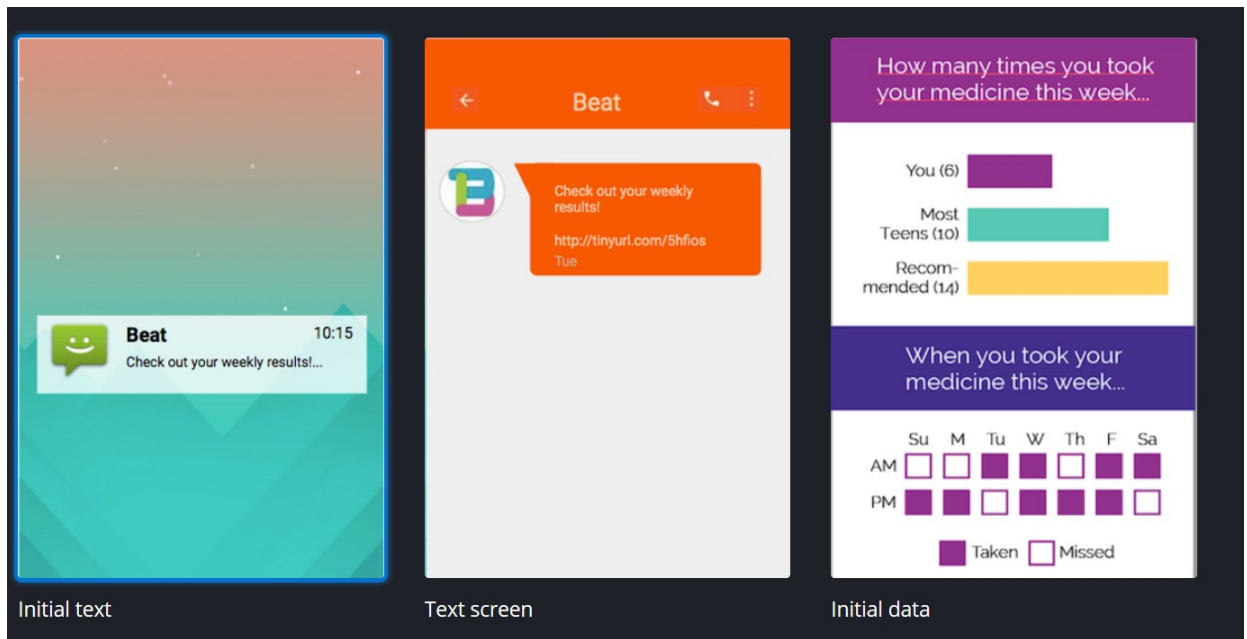 Beat 10:15
Check out your weekly results!...
Initial text
Beat
B
Check out your weekly
results!
http://tinyurl.com/5hfios
Tue
Text screen
How many times you took
your medicine this week...
You (6)
Most
Teens (10)
Recom-
mended (14)
When you took your
medicine this week...
Su M Tu W Th F Sa
AM
PM
Taken Missed
Initial data